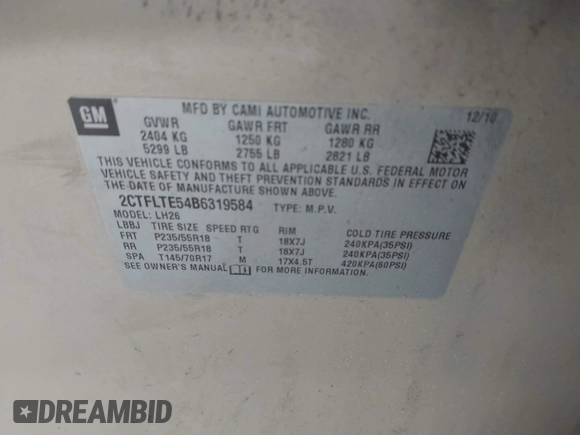 GM
MFD BY CAMI AUTOMOTIVE INC. 12/10
GVWR GAWR FRT GAWR RR
2404 KG 1250 KG 1280 KG
5299 LB 2755 LB 2821 LB
THIS VEHICLE CONFORMS TO ALL APPLICABLE U.S. FEDERAL MOTOR
VEHICLE SAFETY AND THEFT PREVENTION STANDARDS IN EFFECT ON
THE DATE OF MANUFACTURE SHOWN ABOVE.
2CTFLTE54B6319584 TYPE: M.P.V.
MODEL: LH26
LBBJ TIRE SIZE SPEED RTG RIM COLD TIRE PRESSURE
FRT P235/55R18 T 18X7J 240KPA(35PSI)
RR P235/55R18 T 18X7J 240KPA(35PSI)
SPA T145/70R17 M 17X4.5T 420KPA(60PSI)
SEE OWNER'S MANUAL FOR MORE INFORMATION.
DREAMBID